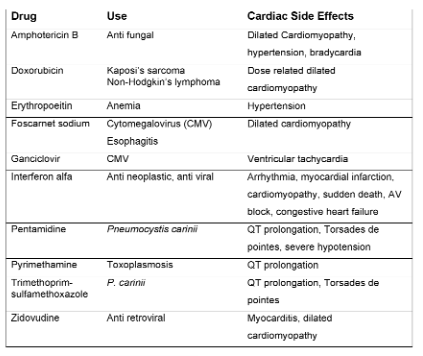 Drug Use Cardiac Side Effects
Amphotericin B Anti fungal Dilated Cardiomyopathy,
hypertension, bradycardia
Doxorubicin Kaposi's sarcoma Dose related dilated
Non-Hodgkin's lymphoma cardiomyopathy
Erythropoeitin Anemia Hypertension
Foscarnet sodium Cytomegalovirus (CMV) Dilated cardiomyopathy
Esophagitis
Ganciclovir CMV Ventricular tachycardia
Interferon alfa Anti neoplastic, anti viral Arrhythmia, myocardial infarction,
cardiomyopathy, sudden death, AV
block, congestive heart failure
Pentamidine Pneumocystis carinii QT prolongation, Torsades de
pointes, severe hypotension
Pyrimethamine Toxoplasmosis QT prolongation
Trimethoprim- P. carinii QT prolongation, Torsades de
sulfamethoxazole pointes
Zidovudine Anti retroviral Myocarditis, dilated
cardiomyopathy